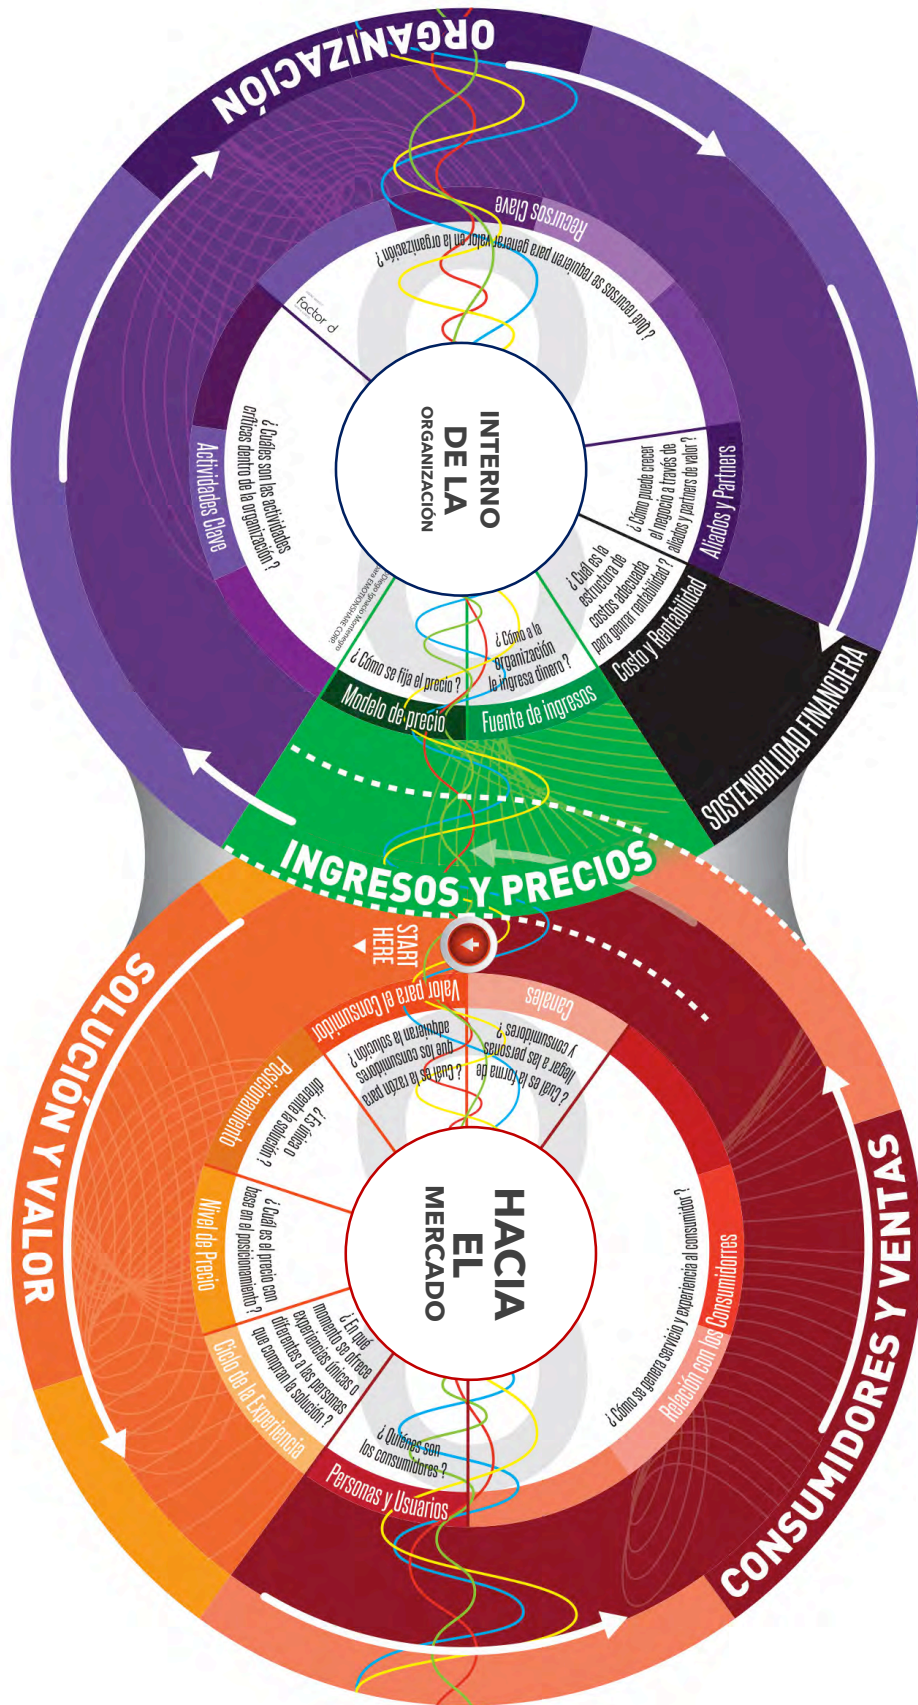 ORGANIZACIÓN
Recursos Clave
¿Qué recursos se requieren para generar valor en la organización ?
factor d
INTERNO
DE LA
ORGANIZACIÓN
Aliados y Partners
¿ Cómo puede crecer
el negocio a través de
aliados y partners de valor ?
Actividades Clave
¿ Cuáles son las actividades
críticas dentro de la organización ?
Diego Ignacio Montenegro
para EMOTIONSHARE CORP.
¿ Cuál es la
estructura de
costos adecuada
para genrar rentabilidad ?
Costo y Rentabilidad
SOSTENIBILIDAD FINANCIERA
¿ Cómo a la
organización
le ingresa dinero ?
Fuente de ingresos
¿ Cómo se fija el precio ?
Modelo de precio
INGRESOS Y PRECIOS
START
HERE
Valor para el Consumidor
¿ Cuál es la razón para
que los consumidores
adquieran la solución ?
Canales
¿ Cuál es la forma de
llegar a las personas
y consumidores ?
SOLUCIÓN Y VALOR
Posicionamiento
¿ Es única o
diferente la solución ?
Nivel de Precio
¿ Cuál es el precio con
base en el posicionamiento ?
Ciclo de la Experiencia
¿ En qué
momento se ofrece
experiencias únicas o
diferentes a las personas
que compran la solución ?
HACIA
EL
MERCADO
Personas y Usuarios
¿ Quiénes son
los consumidores ?
Relación con los Consumidorres
¿ Cómo se genera servicio y experiencia al consumidor ?
CONSUMIDORES Y VENTAS